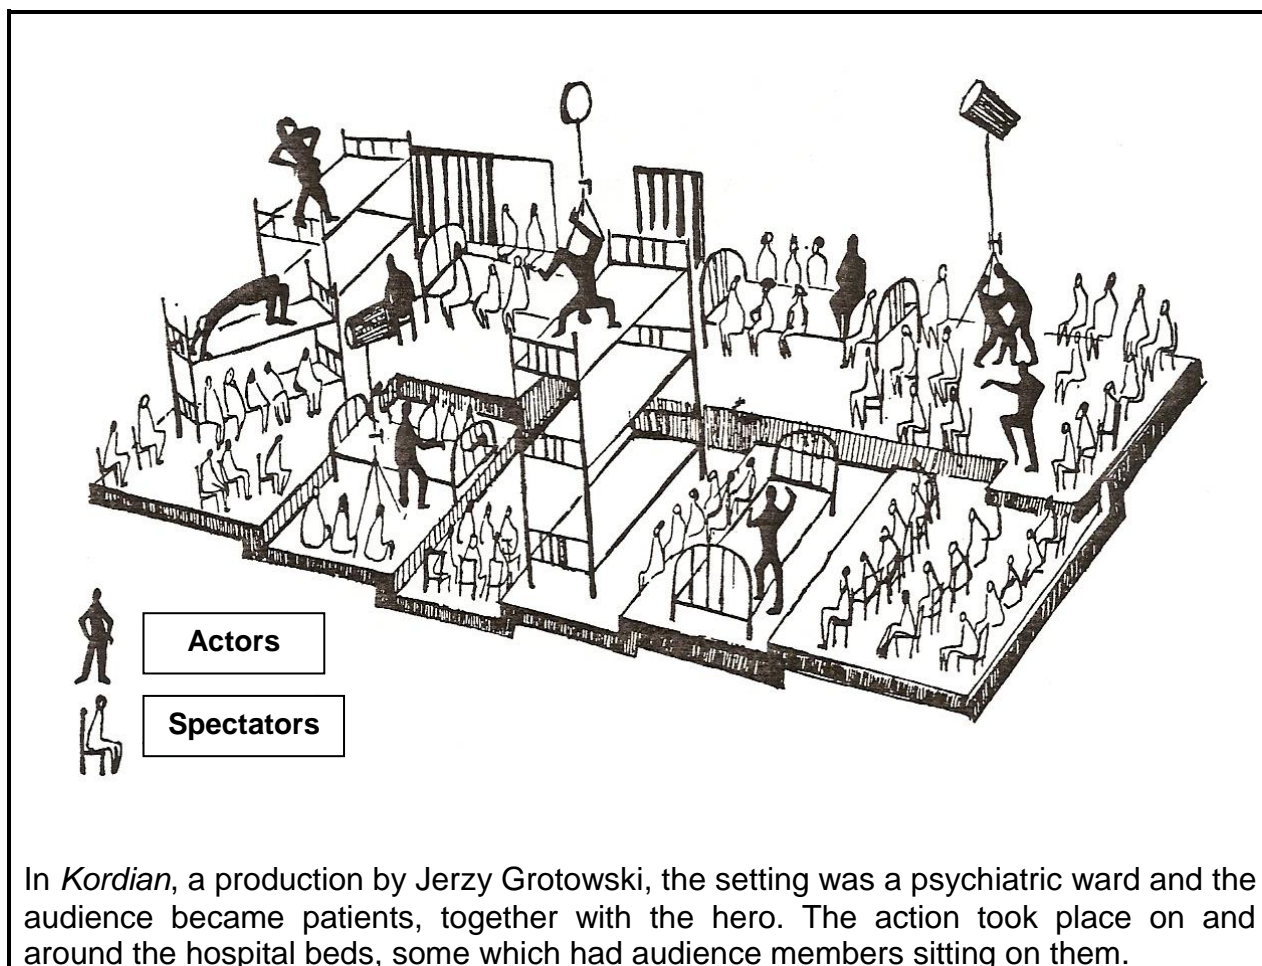 Actors
Spectators
In Kordian, a production by Jerzy Grotowski, the setting was a psychiatric ward and the
audience became patients, together with the hero. The action took place on and
around the hospital beds, some which had audience members sitting on them.